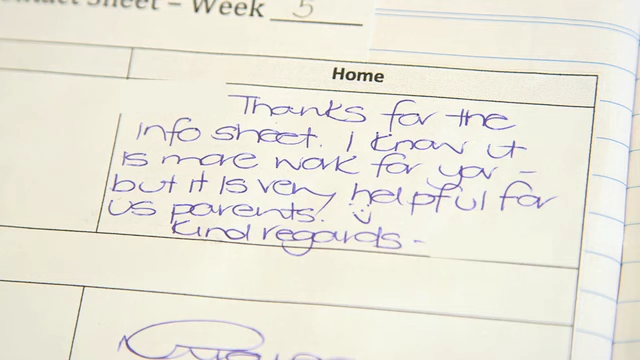 Sheet – Week 5
Home
Thanks for the
info sheet. I know it
is more work for you -
but it is very helpful for
us parents! :)
Kind regards -